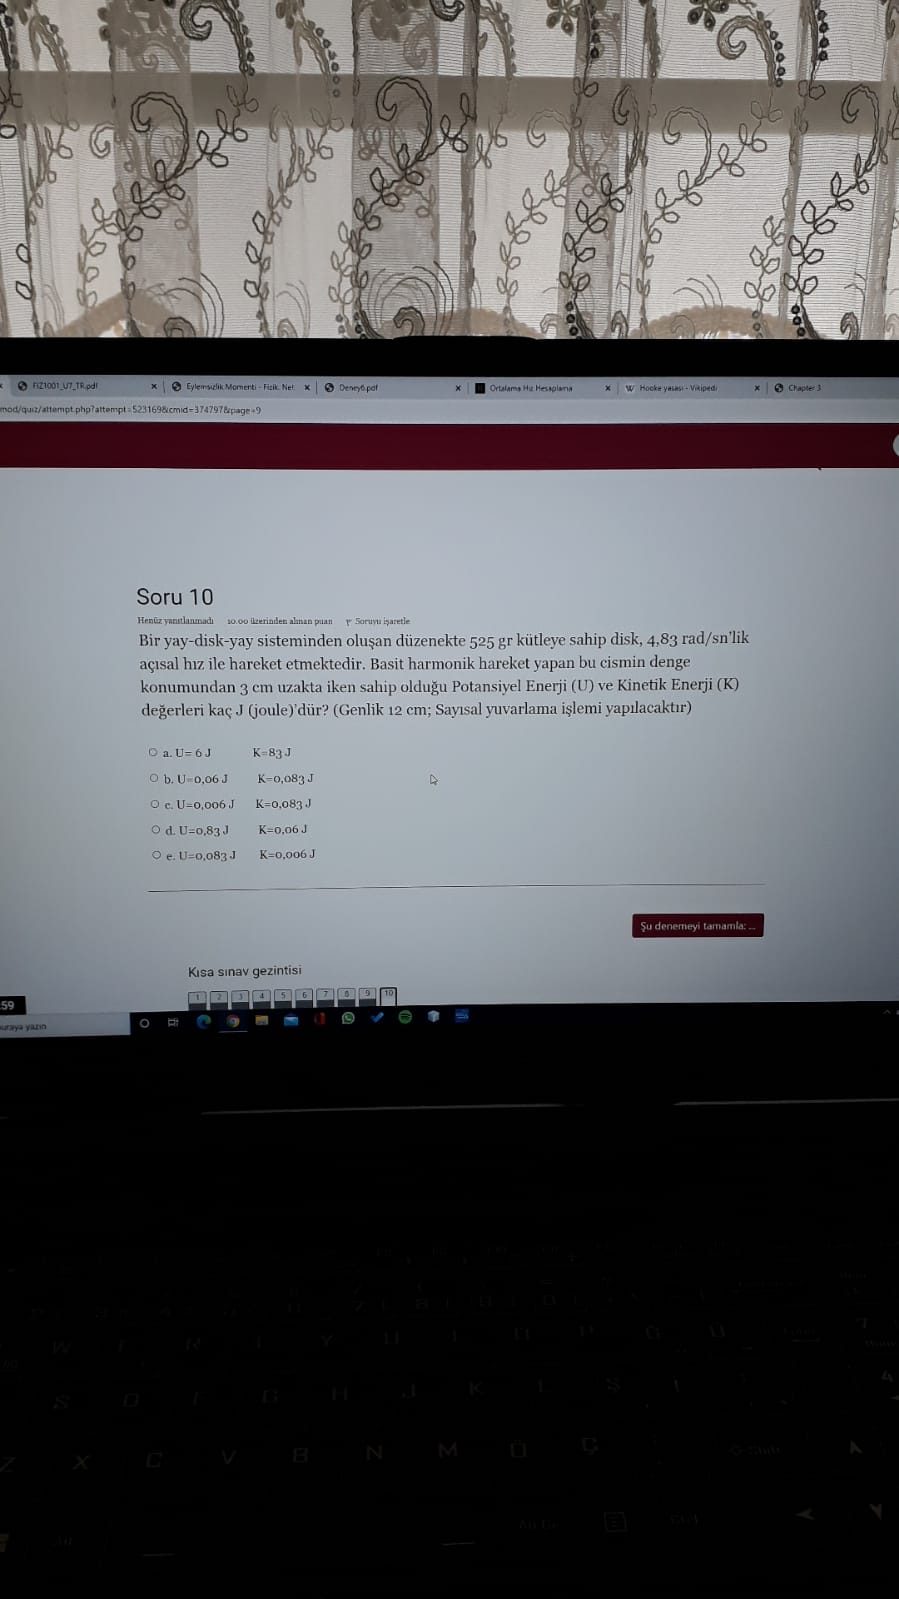 FIZ1001_U7_TR.pdf
Eylemsizlik Momenti - Fizik. Net
Deney6.pdf
Ortalama Hız Hesaplama
W Hooke yasası - Vikipedi
Chapter 3
mod/quiz/attempt.php?attempt=523169&cmid=374797&page=9
Soru 10
Henüz yanıtlanmadı 10.00 üzerinden alınan puan Soruyu işaretle
Bir yay-disk-yay sisteminden oluşan düzenekte 525 gr kütleye sahip disk, 4,83 rad/sn'lik
açısal hız ile hareket etmektedir. Basit harmonik hareket yapan bu cismin denge
konumundan 3 cm uzakta iken sahip olduğu Potansiyel Enerji (U) ve Kinetik Enerji (K)
değerleri kaç J (joule)'dür? (Genlik 12 cm; Sayısal yuvarlama işlemi yapılacaktır)
a. U= 6 J K=83 J
b. U=0,06 J K=0,083 J
c. U=0,006 J K=0,083 J
d. U=0,83 J K=0,06 J
e. U=0,083 J K=0,006 J
Şu denemeyi tamamla: ...
Kısa sınav gezintisi
1 2 3 4 5 6 7 8 9 10
:59
buraya yazın
W R Y U I O P Ğ Ü
S D F G H J K L Ş İ
Z X C V B N M Ö Ç